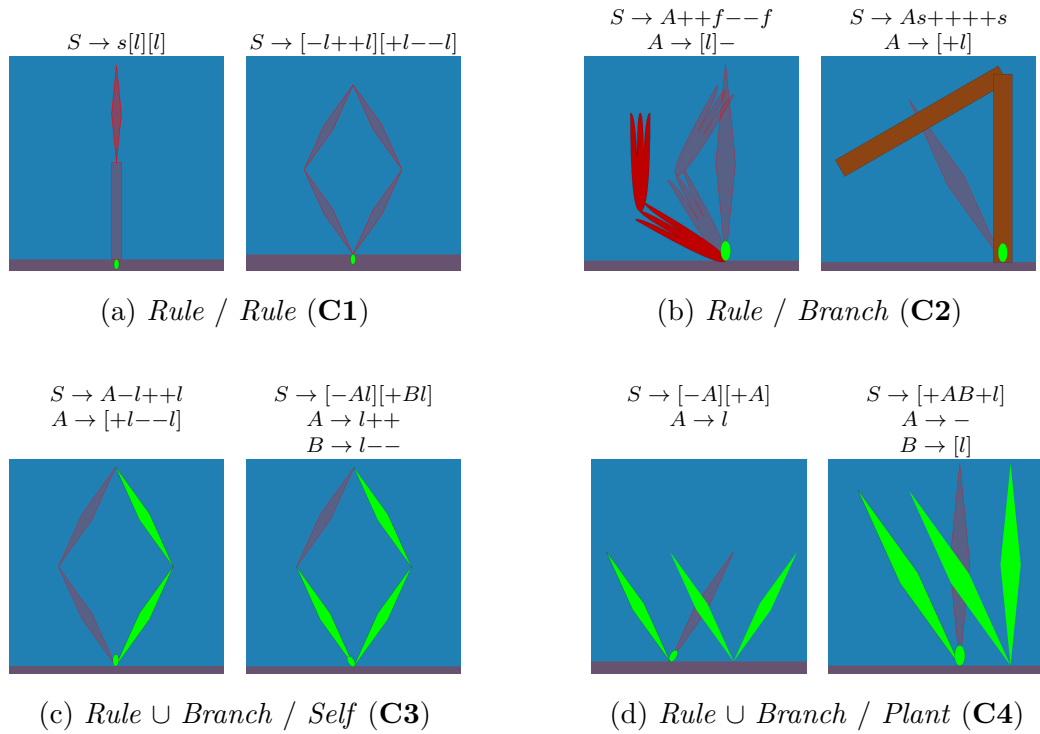 S → s[l][l]
S → [−l++l][+l−−l]
(a) Rule / Rule (C1)
S → A++f−−f
A → [l]−
S → As++++s
A → [+l]
(b) Rule / Branch (C2)
S → A−l++l
A → [+l−−l]
S → [−Al][+Bl]
A → l++
B → l−−
(c) Rule ∪ Branch / Self (C3)
S → [−A][+A]
A → l
S → [+AB+l]
A → −
B → [l]
(d) Rule ∪ Branch / Plant (C4)